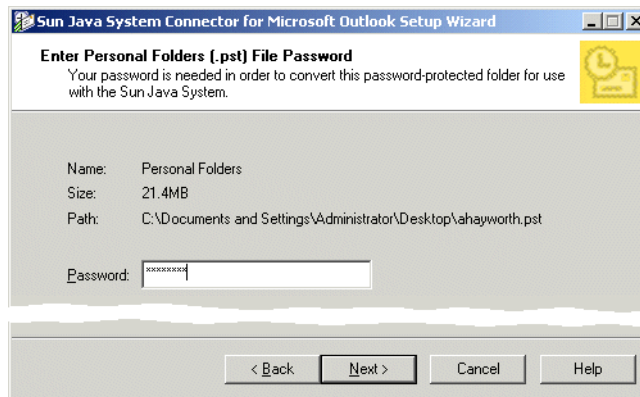 Sun Java System Connector for Microsoft Outlook Setup Wizard
Enter Personal Folders (.pst) File Password
Your password is needed in order to convert this password-protected folder for use
with the Sun Java System.
Name: Personal Folders
Size: 21.4MB
Path: C:\Documents and Settings\Administrator\Desktop\ahayworth.pst
Password: ********
< Back Next > Cancel Help